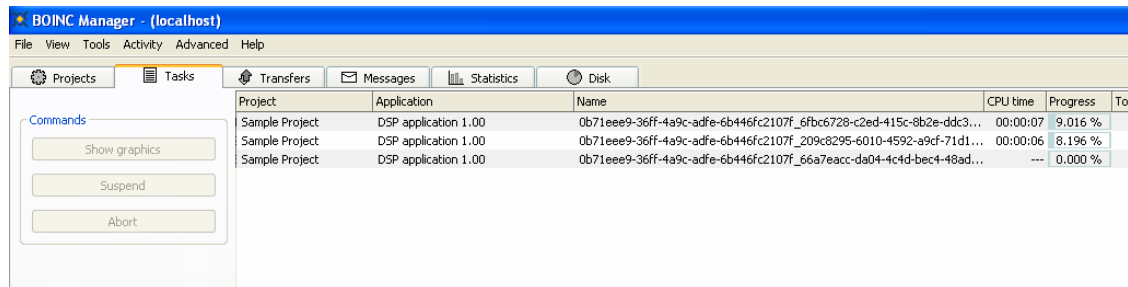 BOINC Manager - (localhost)
File View Tools Activity Advanced Help
Projects Tasks Transfers Messages Statistics Disk
Project Application Name CPU time Progress To
Commands
Sample Project DSP application 1.00 0b71eee9-36ff-4a9c-adfe-6b446fc2107f_6fbc6728-c2ed-415c-8b2e-ddc3... 00:00:07 9.016 %
Show graphics
Sample Project DSP application 1.00 0b71eee9-36ff-4a9c-adfe-6b446fc2107f_209c8295-6010-4592-a9cf-71d1... 00:00:06 8.196 %
Sample Project DSP application 1.00 0b71eee9-36ff-4a9c-adfe-6b446fc2107f_66a7eacc-da04-4c4d-bec4-48ad... --- 0.000 %
Suspend
Abort